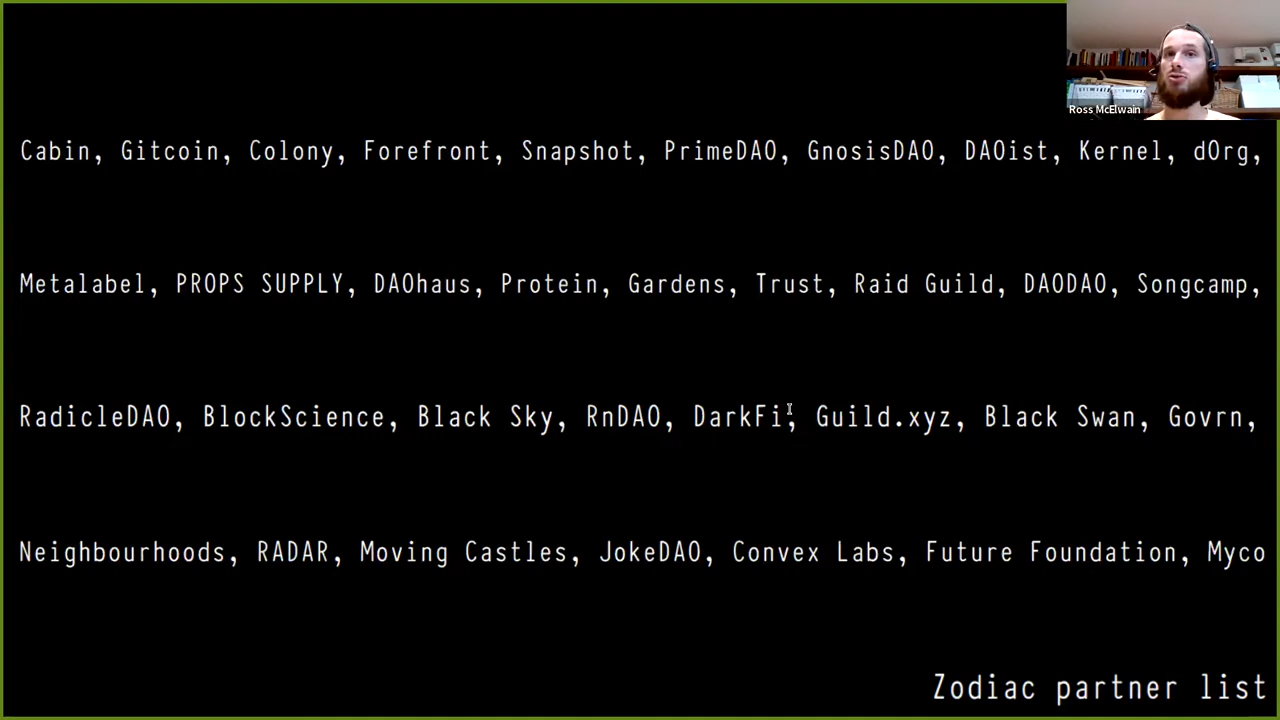 Ross McElwain
Cabin, Gitcoin, Colony, Forefront, Snapshot, PrimeDAO, GnosisDAO, DAOist, Kernel, dOrg,
Metalabel, PROPS SUPPLY, DAOhaus, Protein, Gardens, Trust, Raid Guild, DAODAO, Songcamp,
RadicleDAO, BlockScience, Black Sky, RnDAO, DarkFi, Guild.xyz, Black Swan, Govrn,
Neighbourhoods, RADAR, Moving Castles, JokeDAO, Convex Labs, Future Foundation, Myco
Zodiac partner list